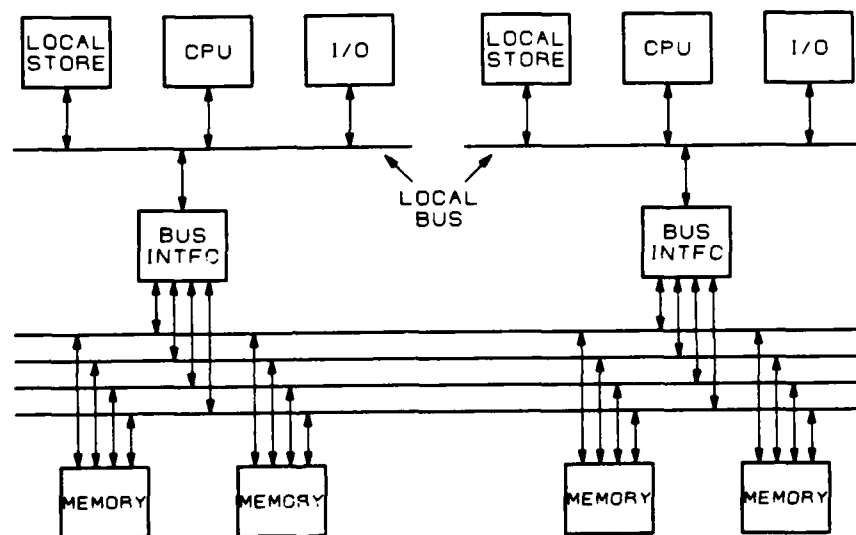 LOCAL
STORE
CPU
I/O
LOCAL
STORE
CPU
I/O
LOCAL
BUS
BUS
INTFC
BUS
INTFC
MEMORY
MEMORY
MEMORY
MEMORY